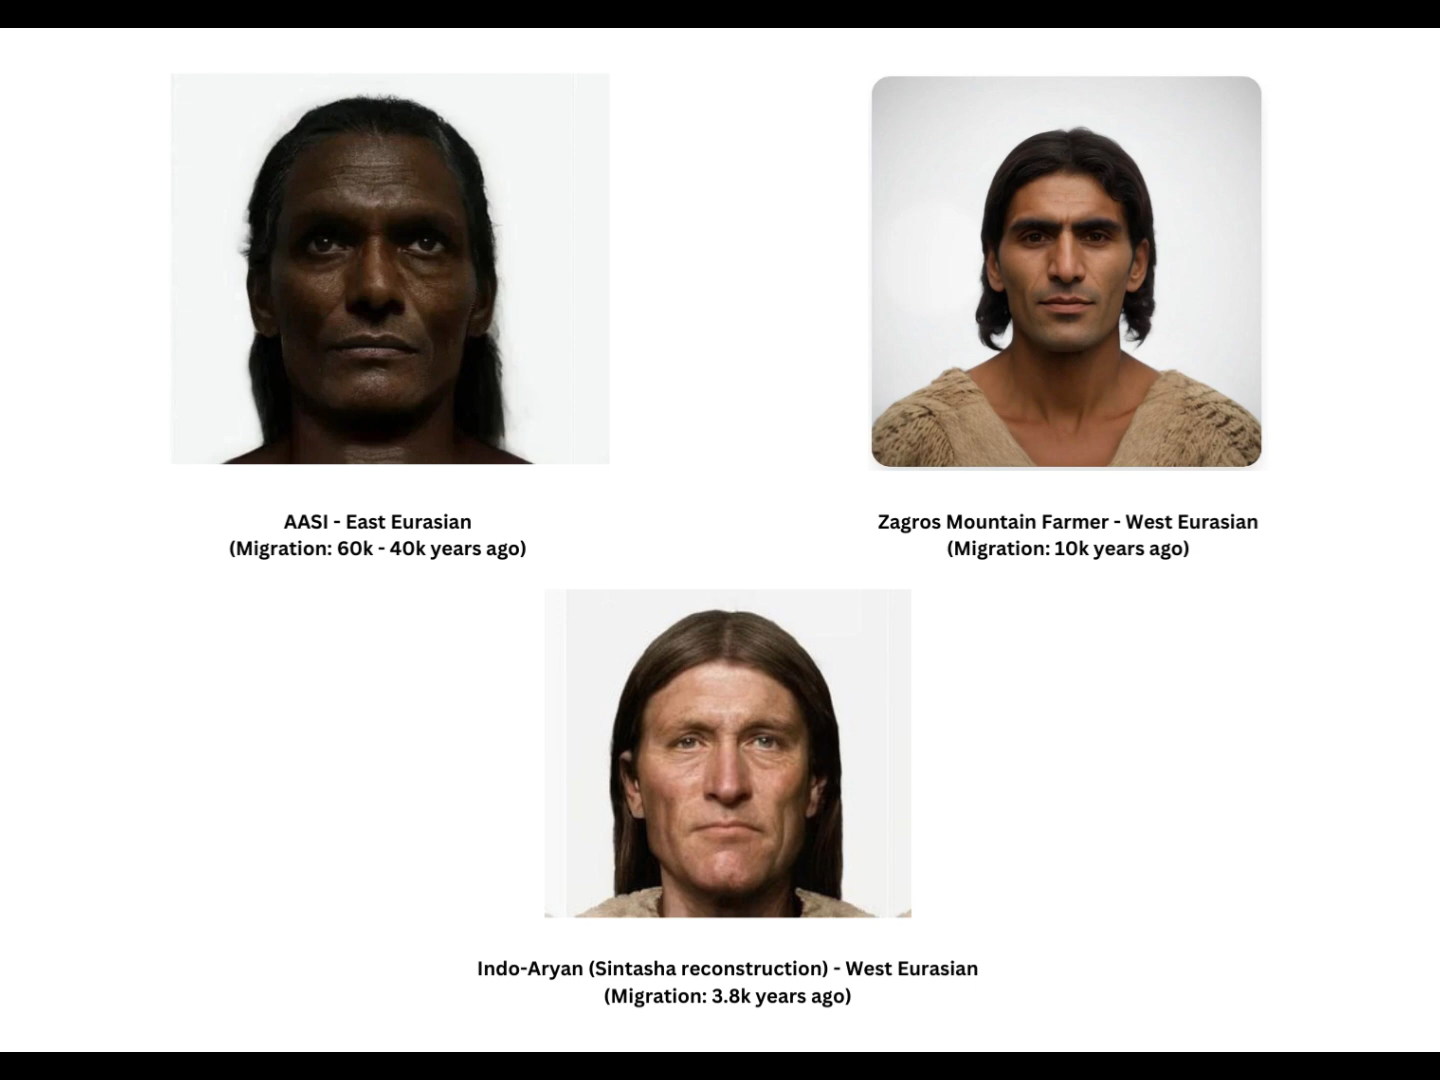 AASI - East Eurasian
(Migration: 60k - 40k years ago)
Zagros Mountain Farmer - West Eurasian
(Migration: 10k years ago)
Indo-Aryan (Sintasha reconstruction) - West Eurasian
(Migration: 3.8k years ago)